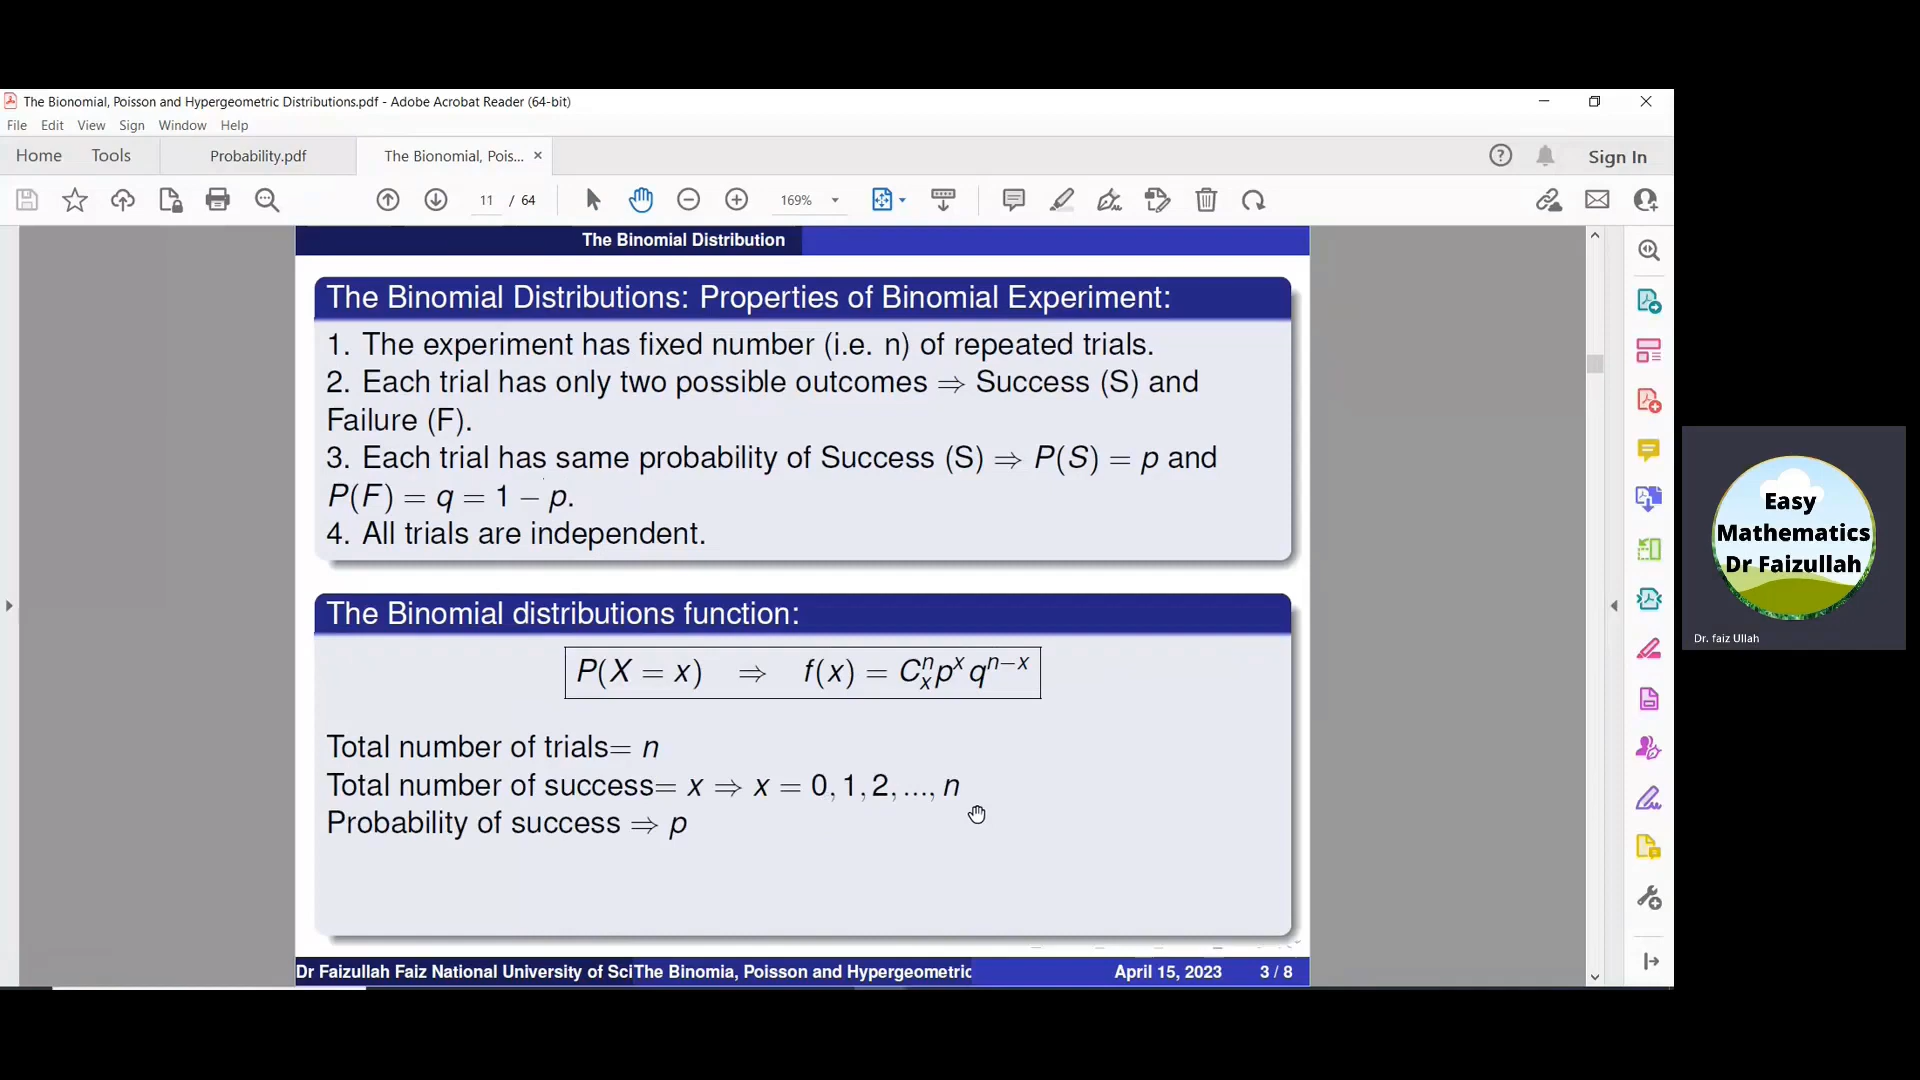 The Bionomial, Poisson and Hypergeometric Distributions.pdf - Adobe Acrobat Reader (64-bit)
File Edit View Sign Window Help
Home Tools Probability.pdf The Bionomial, Pois... × Sign In
11 / 64 169%
The Binomial Distribution
The Binomial Distributions: Properties of Binomial Experiment:
1. The experiment has fixed number (i.e. n) of repeated trials.
2. Each trial has only two possible outcomes ⇒ Success (S) and
Failure (F).
3. Each trial has same probability of Success (S) ⇒ P(S) = p and
P(F) = q = 1 − p.
4. All trials are independent.
The Binomial distributions function:
P(X = x) ⇒ f(x) = C^n_x p^x q^{n−x}
Total number of trials= n
Total number of success= x ⇒ x = 0, 1, 2, ..., n
Probability of success ⇒ p
Dr Faizullah Faiz National University of Sci The Binomia, Poisson and Hypergeometric April 15, 2023 3 / 8
Easy
Mathematics
Dr Faizullah
Dr. faiz Ullah